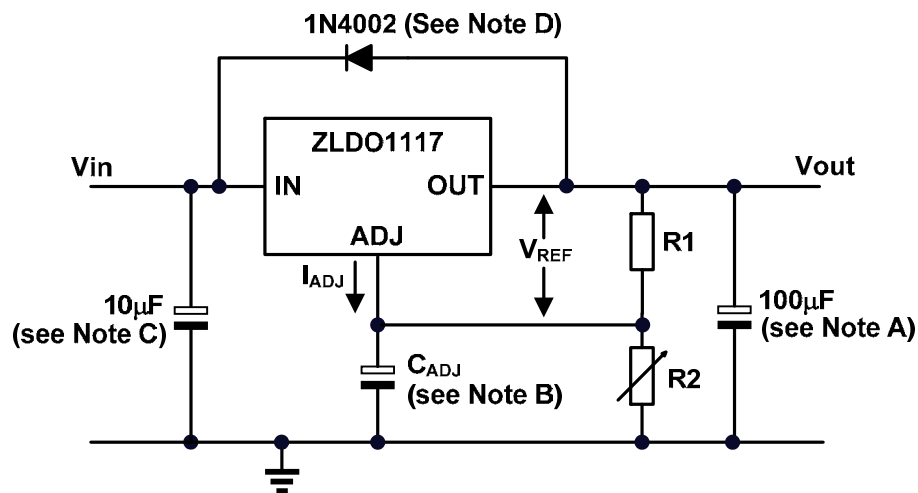 1N4002 (See Note D)
ZLDO1117
Vin
IN
OUT
Vout
ADJ
IADJ
VREF
R1
10µF
(see Note C)
100µF
(see Note A)
CADJ
(see Note B)
R2